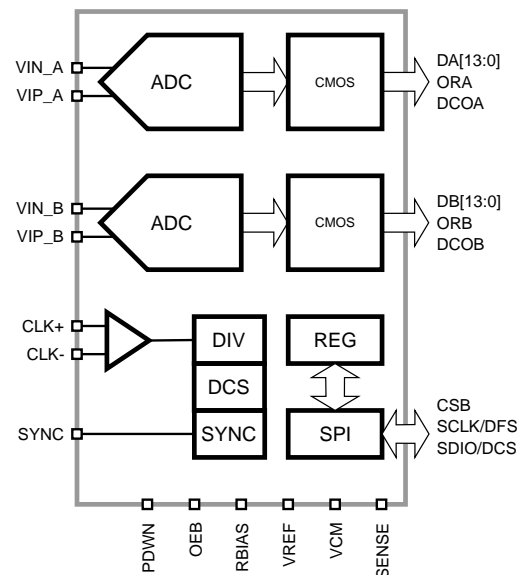 VIN_A
VIP_A
ADC
CMOS
DA[13:0]
ORA
DCOA
VIN_B
VIP_B
ADC
CMOS
DB[13:0]
ORB
DCOB
CLK+
CLK-
DIV
REG
DCS
SYNC
SYNC
SPI
CSB
SCLK/DFS
SDIO/DCS
PDWN
OEB
RBIAS
VREF
VCM
SENSE